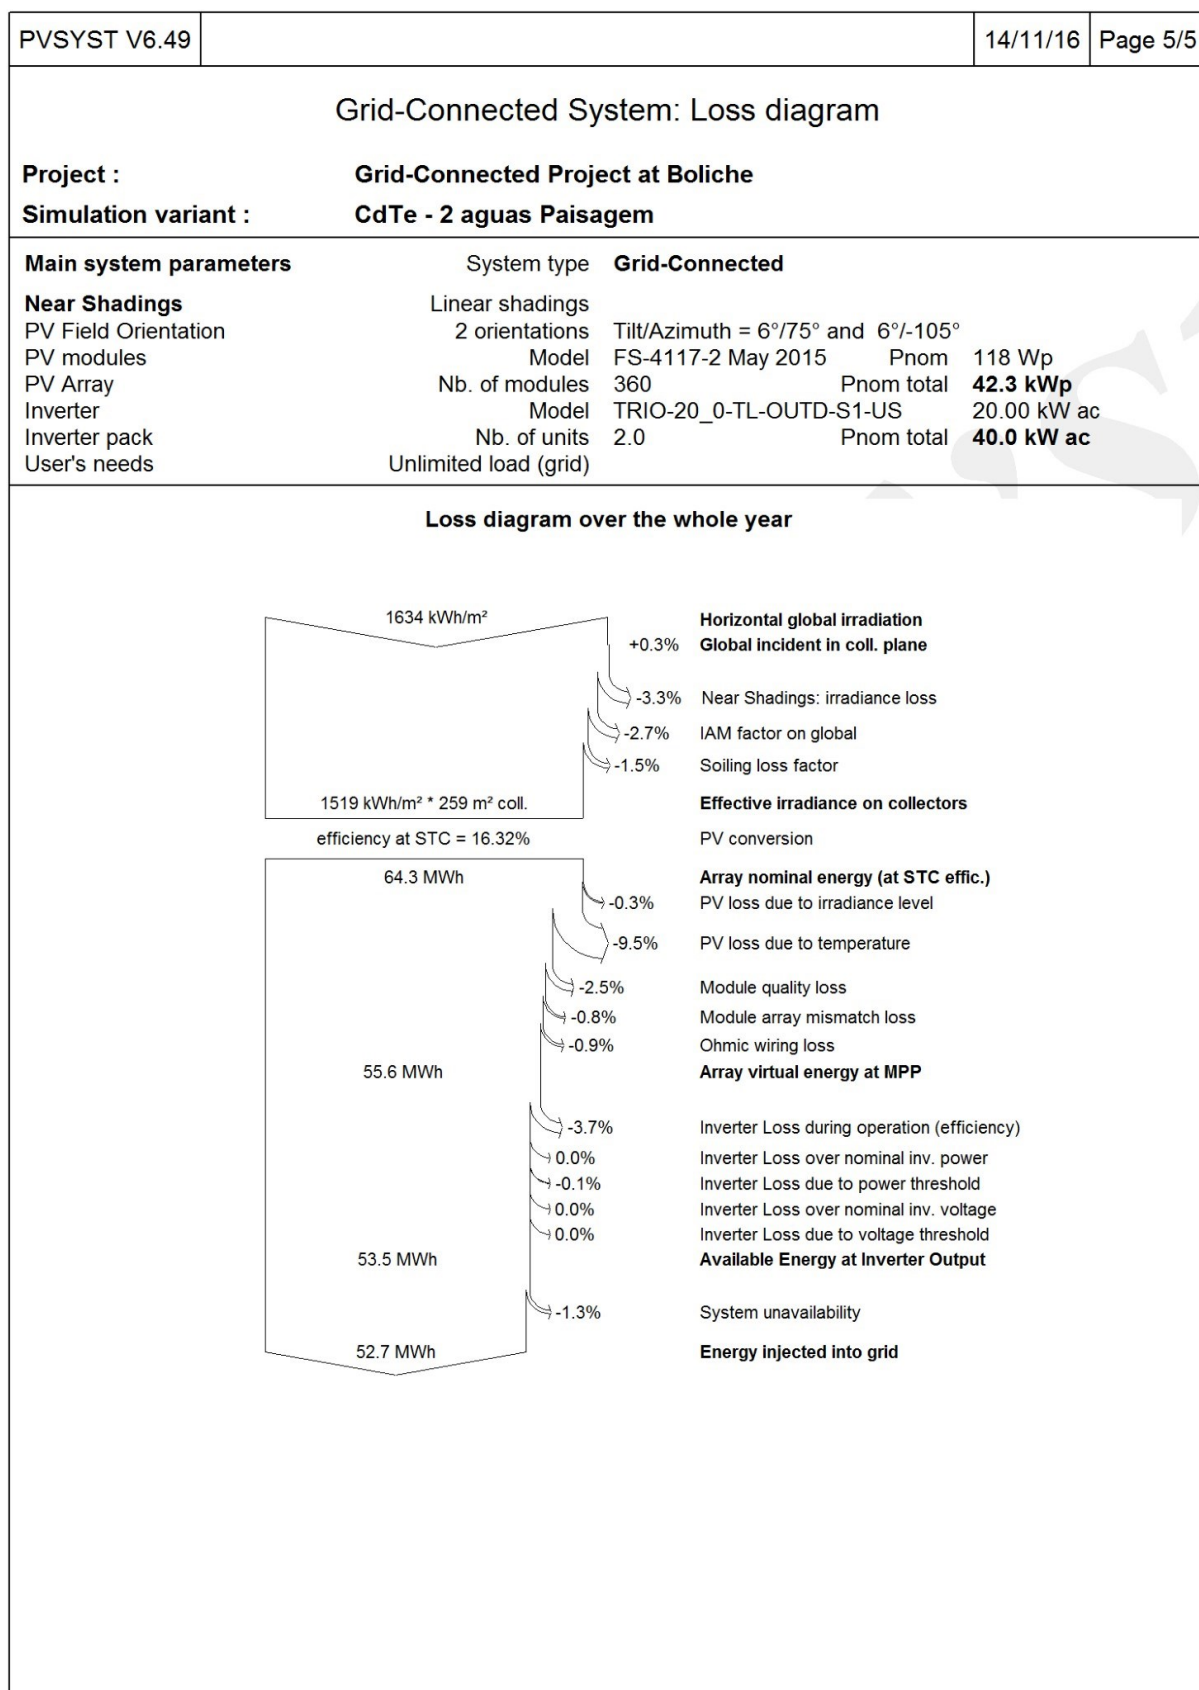 PVSYST V6.49 14/11/16 Page 5/5
Grid-Connected System: Loss diagram
Project : Grid-Connected Project at Boliche
Simulation variant : CdTe - 2 aguas Paisagem
Main system parameters System type Grid-Connected
Near Shadings Linear shadings
PV Field Orientation 2 orientations Tilt/Azimuth = 6°/75° and 6°/-105°
PV modules Model FS-4117-2 May 2015 Pnom 118 Wp
PV Array Nb. of modules 360 Pnom total 42.3 kWp
Inverter Model TRIO-20_0-TL-OUTD-S1-US 20.00 kW ac
Inverter pack Nb. of units 2.0 Pnom total 40.0 kW ac
User's needs Unlimited load (grid)
Loss diagram over the whole year
1634 kWh/m² Horizontal global irradiation
+0.3% Global incident in coll. plane
-3.3% Near Shadings: irradiance loss
-2.7% IAM factor on global
-1.5% Soiling loss factor
1519 kWh/m² * 259 m² coll. Effective irradiance on collectors
efficiency at STC = 16.32% PV conversion
64.3 MWh Array nominal energy (at STC effic.)
-0.3% PV loss due to irradiance level
-9.5% PV loss due to temperature
-2.5% Module quality loss
-0.8% Module array mismatch loss
-0.9% Ohmic wiring loss
55.6 MWh Array virtual energy at MPP
-3.7% Inverter Loss during operation (efficiency)
0.0% Inverter Loss over nominal inv. power
-0.1% Inverter Loss due to power threshold
0.0% Inverter Loss over nominal inv. voltage
0.0% Inverter Loss due to voltage threshold
53.5 MWh Available Energy at Inverter Output
-1.3% System unavailability
52.7 MWh Energy injected into grid